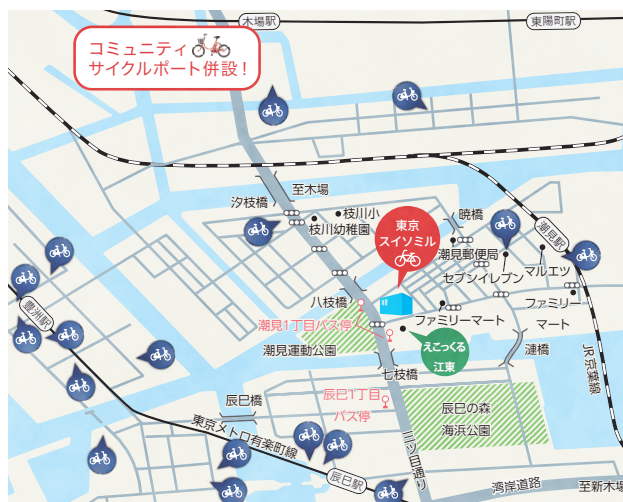 木場駅
東陽町駅
コミュニティ
サイクルポート併設！
汐枝橋
至木場
枝川小
枝川幼稚園
東京
スイソミル
暁橋
潮見駅
潮見郵便局
セブンイレブン
マルエツ
八枝橋
ファミリー
マート
潮見1丁目バス停
ファミリーマート
潮見運動公園
えこっくる
江東
漣橋
豊洲駅
七枝橋
JR京葉線
辰巳1丁目
バス停
辰巳橋
辰巳の森
海浜公園
東京メトロ有楽町線
三ツ目通り
辰巳駅
湾岸道路
至新木場